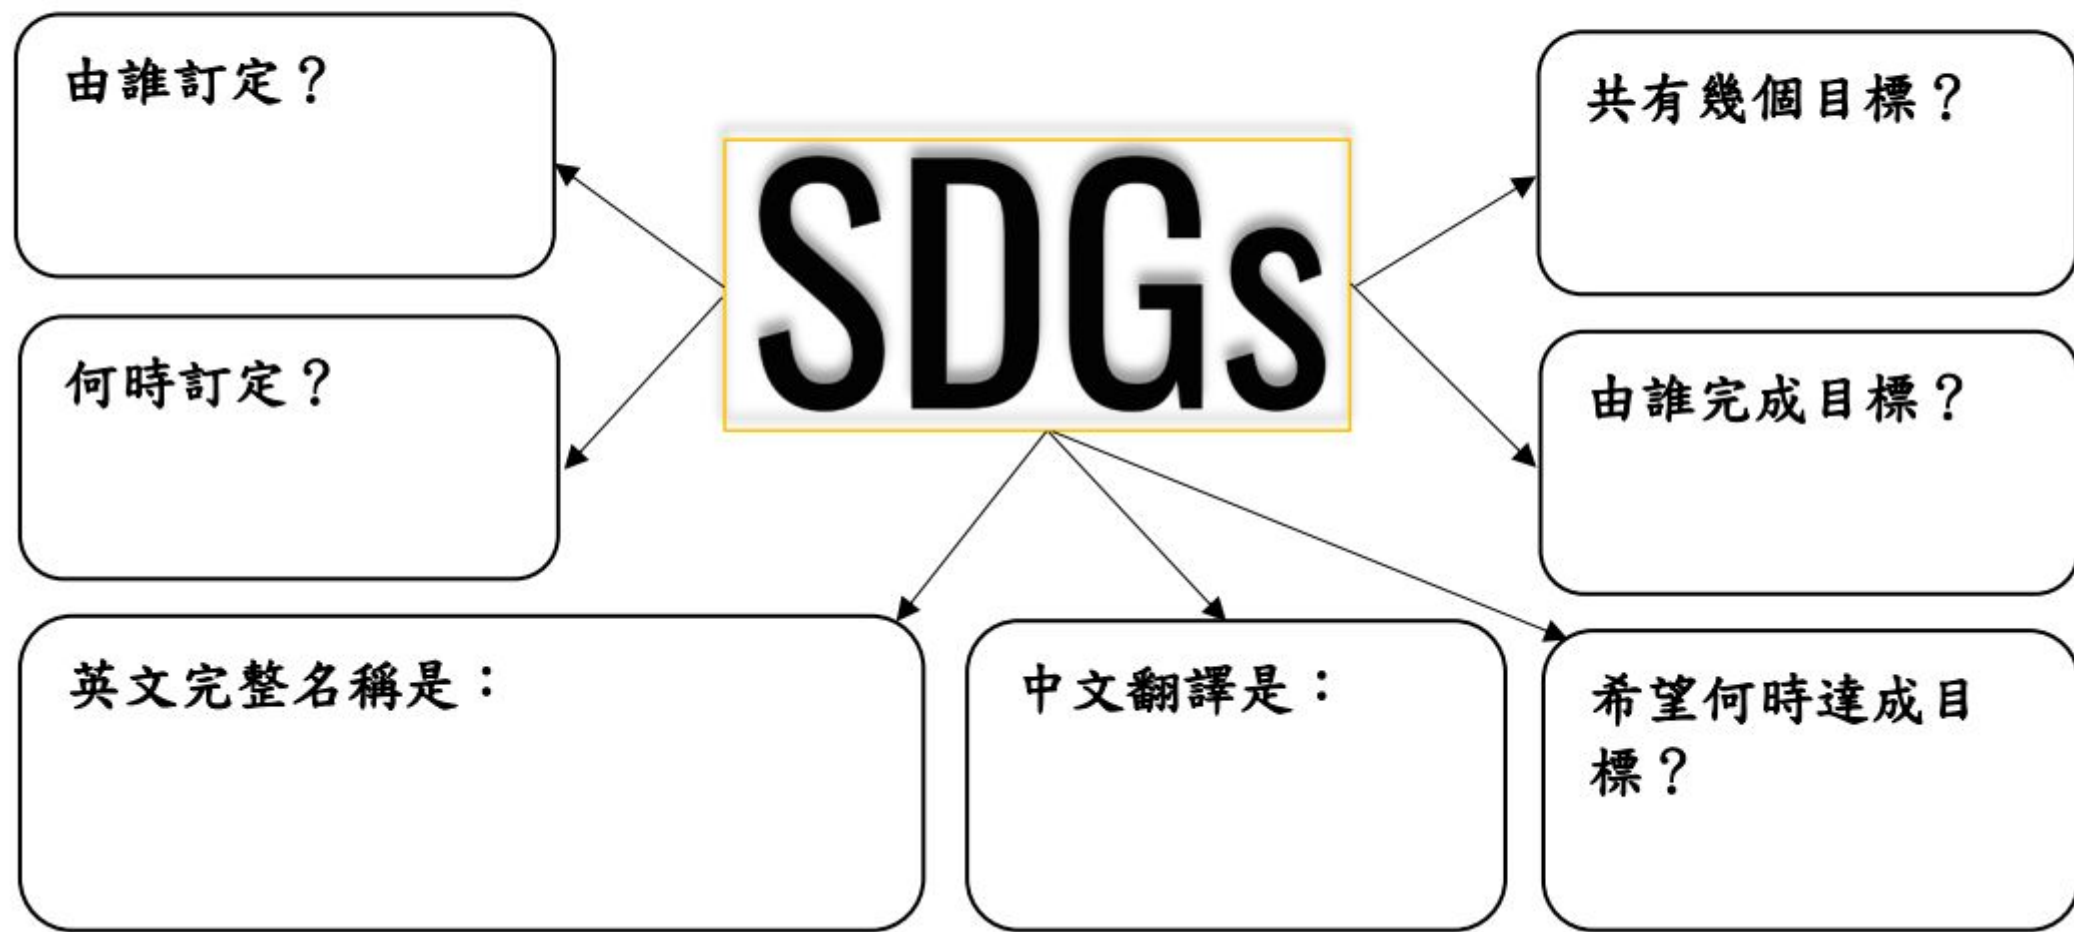 由誰訂定？
共有幾個目標？
SDGs
何時訂定？
由誰完成目標？
英文完整名稱是：
中文翻譯是：
希望何時達成目
標？